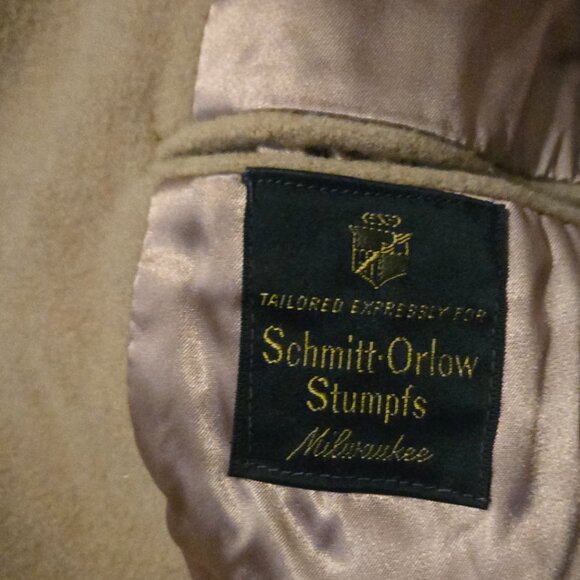 TAILORED EXPRESSLY FOR
Schmitt·Orlow
Stumpfs
Milwaukee